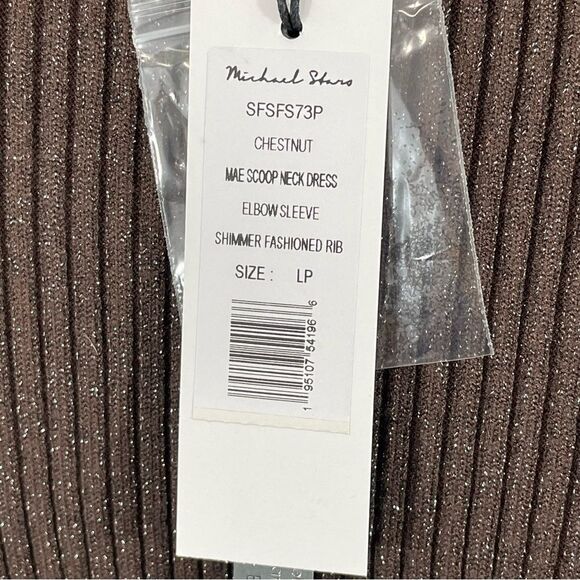 Michael Stars
SFSFS73P
CHESTNUT
MAE SCOOP NECK DRESS
ELBOW SLEEVE
SHIMMER FASHIONED RIB
SIZE : LP
1 95107 54196 6